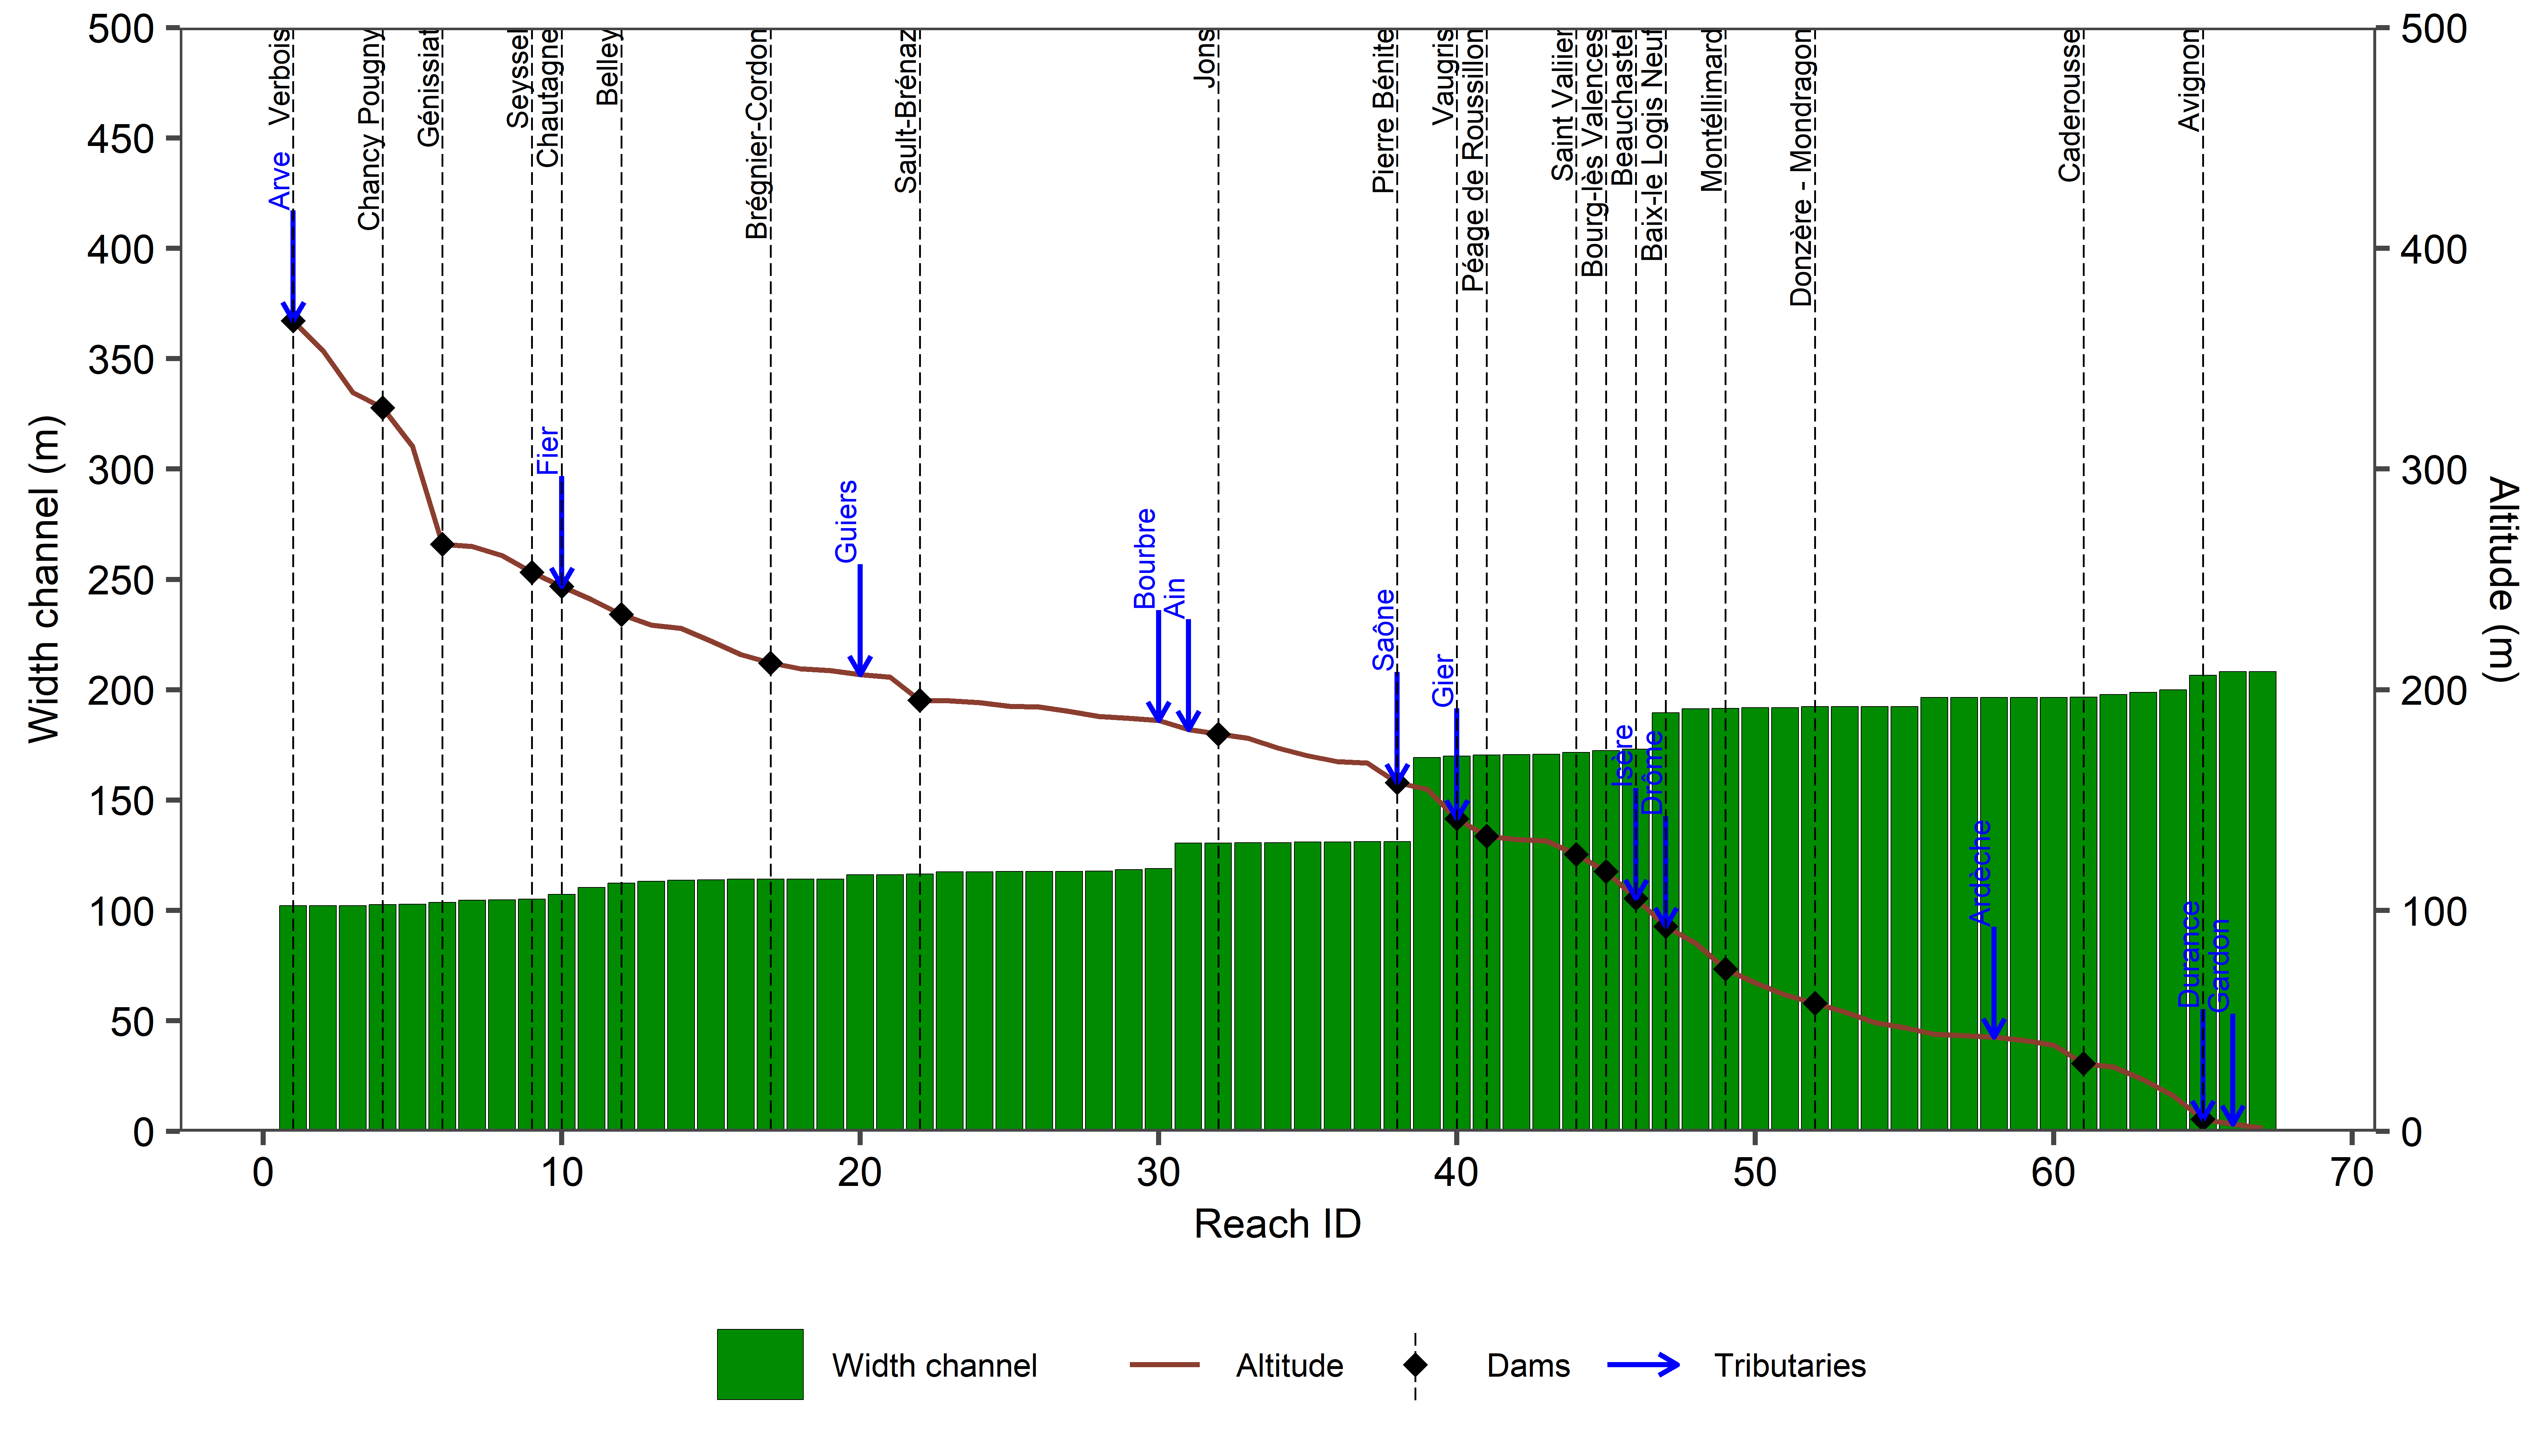 500
450
400
350
300
250
200
150
100
50
0
Width channel (m)
Verbois
Chancy Pougny
Génissiat
Seyssel
Chautagne
Belley
Brégnier-Cordon
Sault-Brénaz
Jons
Pierre Bénite
Vaugris
Péage de Roussillon
Saint Vallier
Bourg-lès Valences
Beauchastel
Baix-le Logis Neuf
Montéllimard
Donzère - Mondragon
Caderousse
Avignon
Arve
Fier
Guiers
Bourbre
Ain
Saône
Gier
Isère
Drône
Ardèche
Durance
Gardon
500
400
300
200
100
0
Altitude (m)
0 10 20 30 40 50 60 70
Reach ID
Width channel Altitude Dams Tributaries